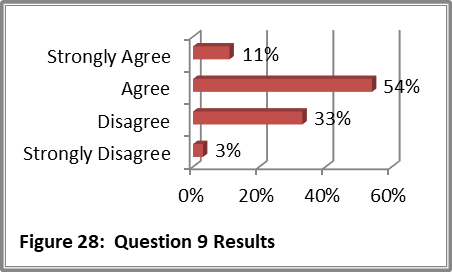 Strongly Agree 11%
Agree 54%
Disagree 33%
Strongly Disagree 3%
0% 20% 40% 60%
Figure 28:  Question 9 Results